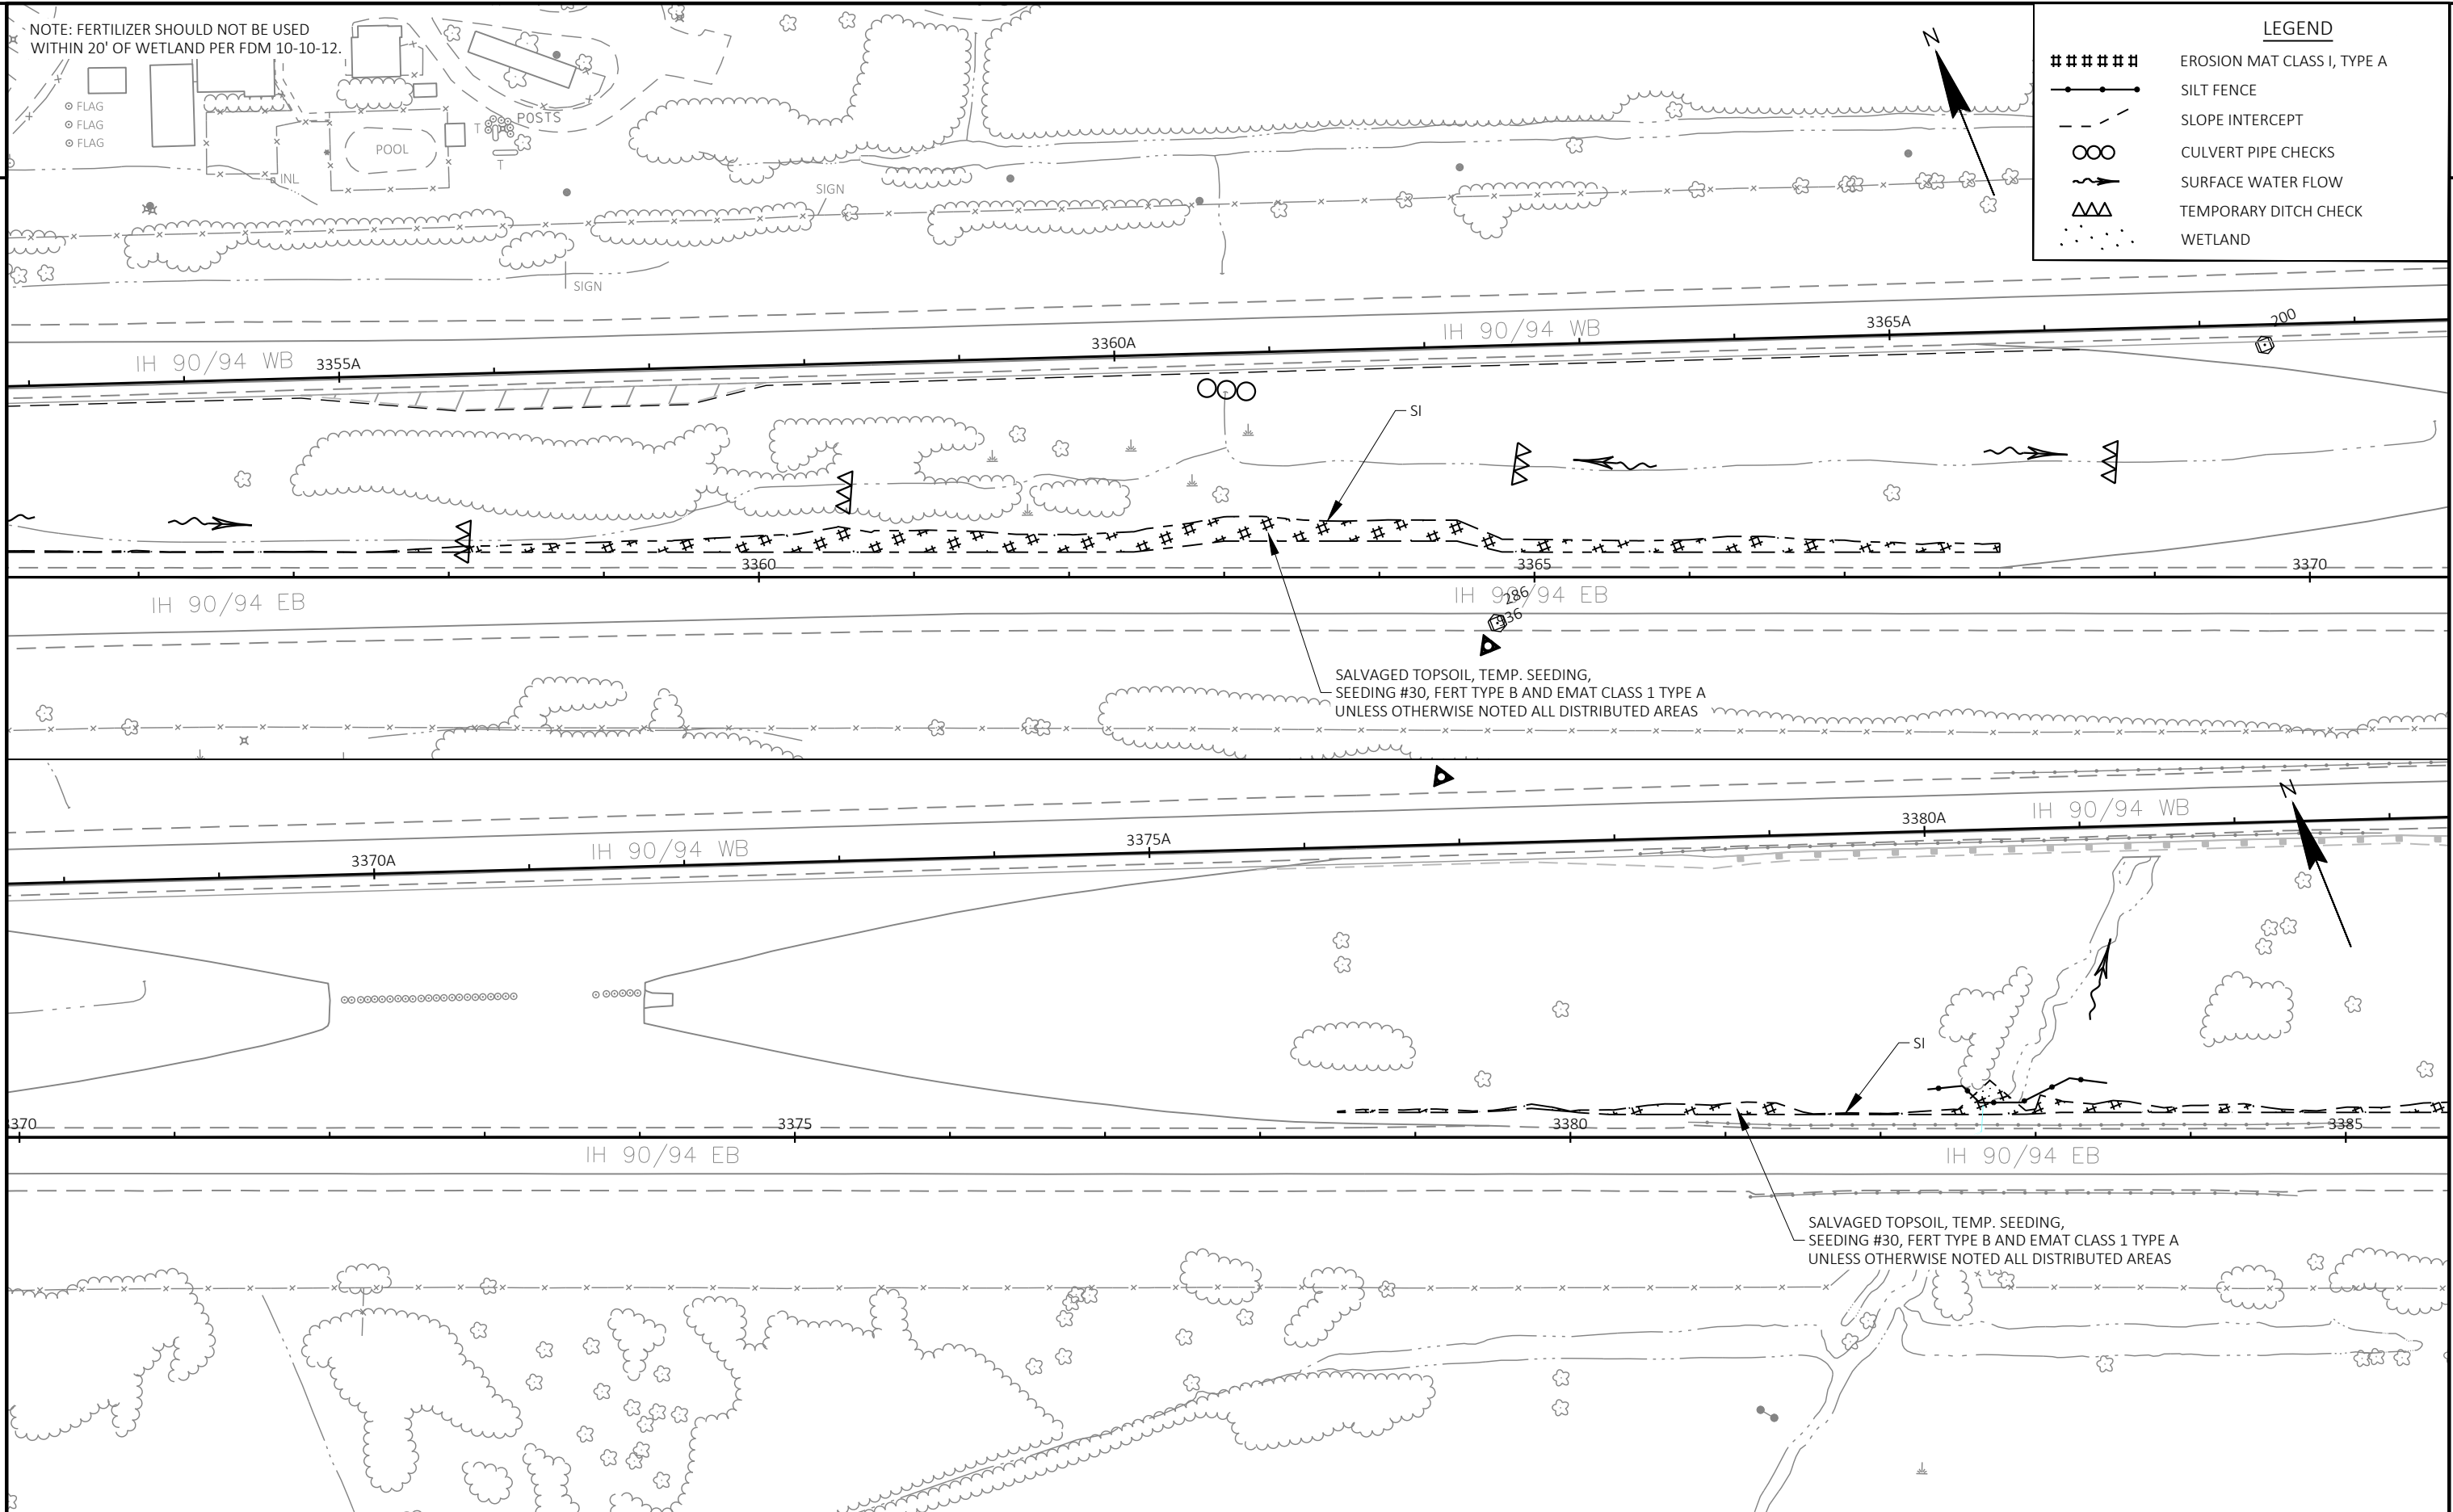 NOTE: FERTILIZER SHOULD NOT BE USED
WITHIN 20' OF WETLAND PER FDM 10-10-12.
LEGEND
EROSION MAT CLASS I, TYPE A
SILT FENCE
SLOPE INTERCEPT
CULVERT PIPE CHECKS
SURFACE WATER FLOW
TEMPORARY DITCH CHECK
WETLAND
N
FLAG
FLAG
FLAG
POSTS
T
T
POOL
INL
SIGN
SIGN
IH 90/94 WB
3355A
3360A
IH 90/94 WB
3365A
200
SI
3360
3365
3370
IH 90/94 EB
IH 90/94 EB
286
936
SALVAGED TOPSOIL, TEMP. SEEDING,
SEEDING #30, FERT TYPE B AND EMAT CLASS 1 TYPE A
UNLESS OTHERWISE NOTED ALL DISTRIBUTED AREAS
N
3370A
IH 90/94 WB
3375A
3380A
IH 90/94 WB
SI
370
3375
3380
3385
IH 90/94 EB
IH 90/94 EB
SALVAGED TOPSOIL, TEMP. SEEDING,
SEEDING #30, FERT TYPE B AND EMAT CLASS 1 TYPE A
UNLESS OTHERWISE NOTED ALL DISTRIBUTED AREAS